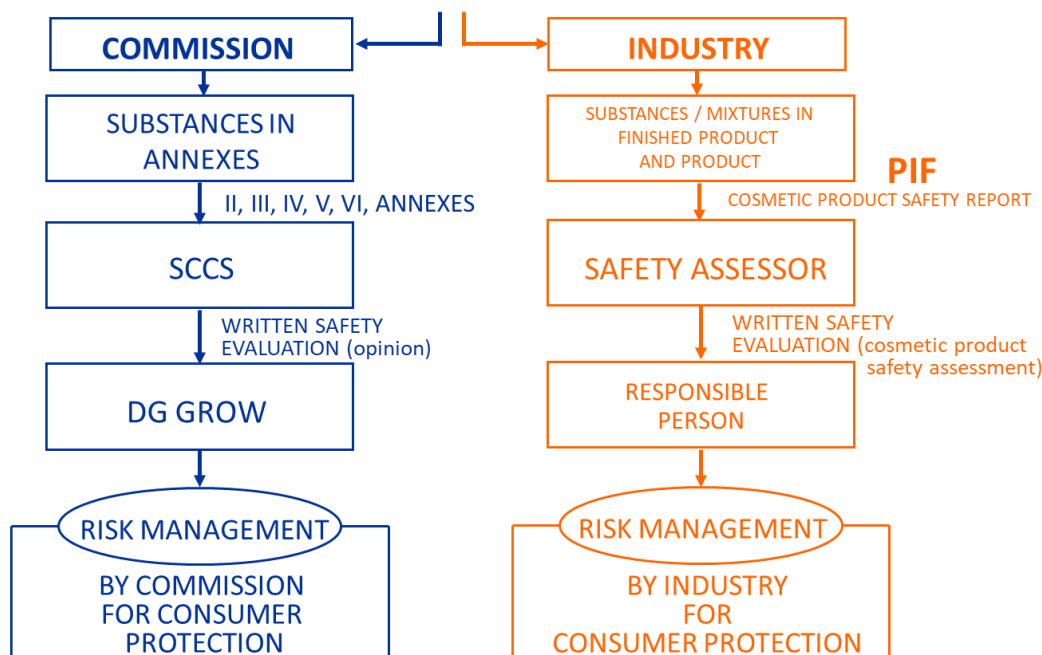 COMMISSION
SUBSTANCES IN
ANNEXES
II, III, IV, V, VI, ANNEXES
SCCS
WRITTEN SAFETY
EVALUATION (opinion)
DG GROW
RISK MANAGEMENT
BY COMMISSION
FOR CONSUMER
PROTECTION
INDUSTRY
SUBSTANCES / MIXTURES IN
FINISHED PRODUCT
AND PRODUCT
PIF
COSMETIC PRODUCT SAFETY REPORT
SAFETY ASSESSOR
WRITTEN SAFETY
EVALUATION (cosmetic product
safety assessment)
RESPONSIBLE
PERSON
RISK MANAGEMENT
BY INDUSTRY
FOR
CONSUMER PROTECTION